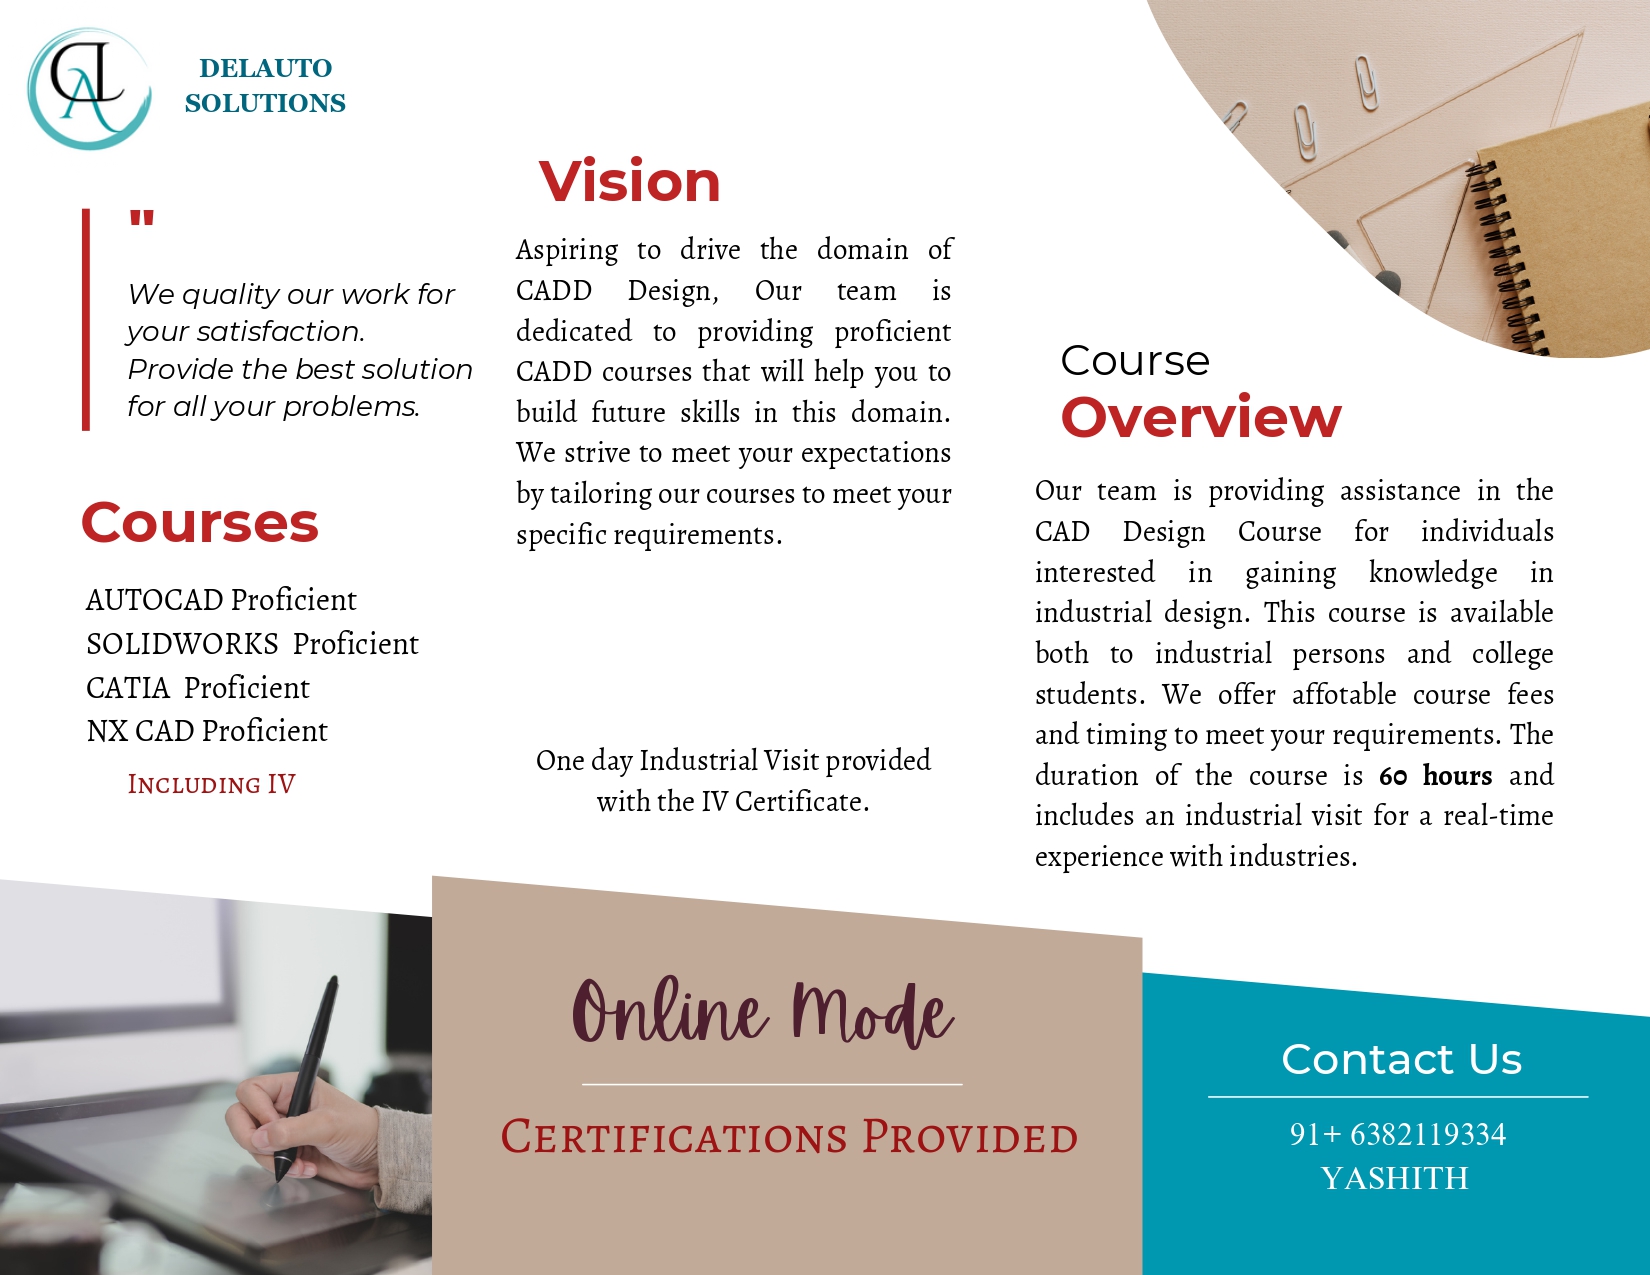 DELAUTO
SOLUTIONS
"
We quality our work for
your satisfaction.
Provide the best solution
for all your problems.
Courses
AUTOCAD Proficient
SOLIDWORKS Proficient
CATIA Proficient
NX CAD Proficient
INCLUDING IV
Vision
Aspiring to drive the domain of
CADD Design, Our team is
dedicated to providing proficient
CADD courses that will help you to
build future skills in this domain.
We strive to meet your expectations
by tailoring our courses to meet your
specific requirements.
One day Industrial Visit provided
with the IV Certificate.
Course
Overview
Our team is providing assistance in the
CAD Design Course for individuals
interested in gaining knowledge in
industrial design. This course is available
both to industrial persons and college
students. We offer affotable course fees
and timing to meet your requirements. The
duration of the course is 60 hours and
includes an industrial visit for a real-time
experience with industries.
Online Mode
CERTIFICATIONS PROVIDED
Contact Us
91+ 6382119334
YASHITH